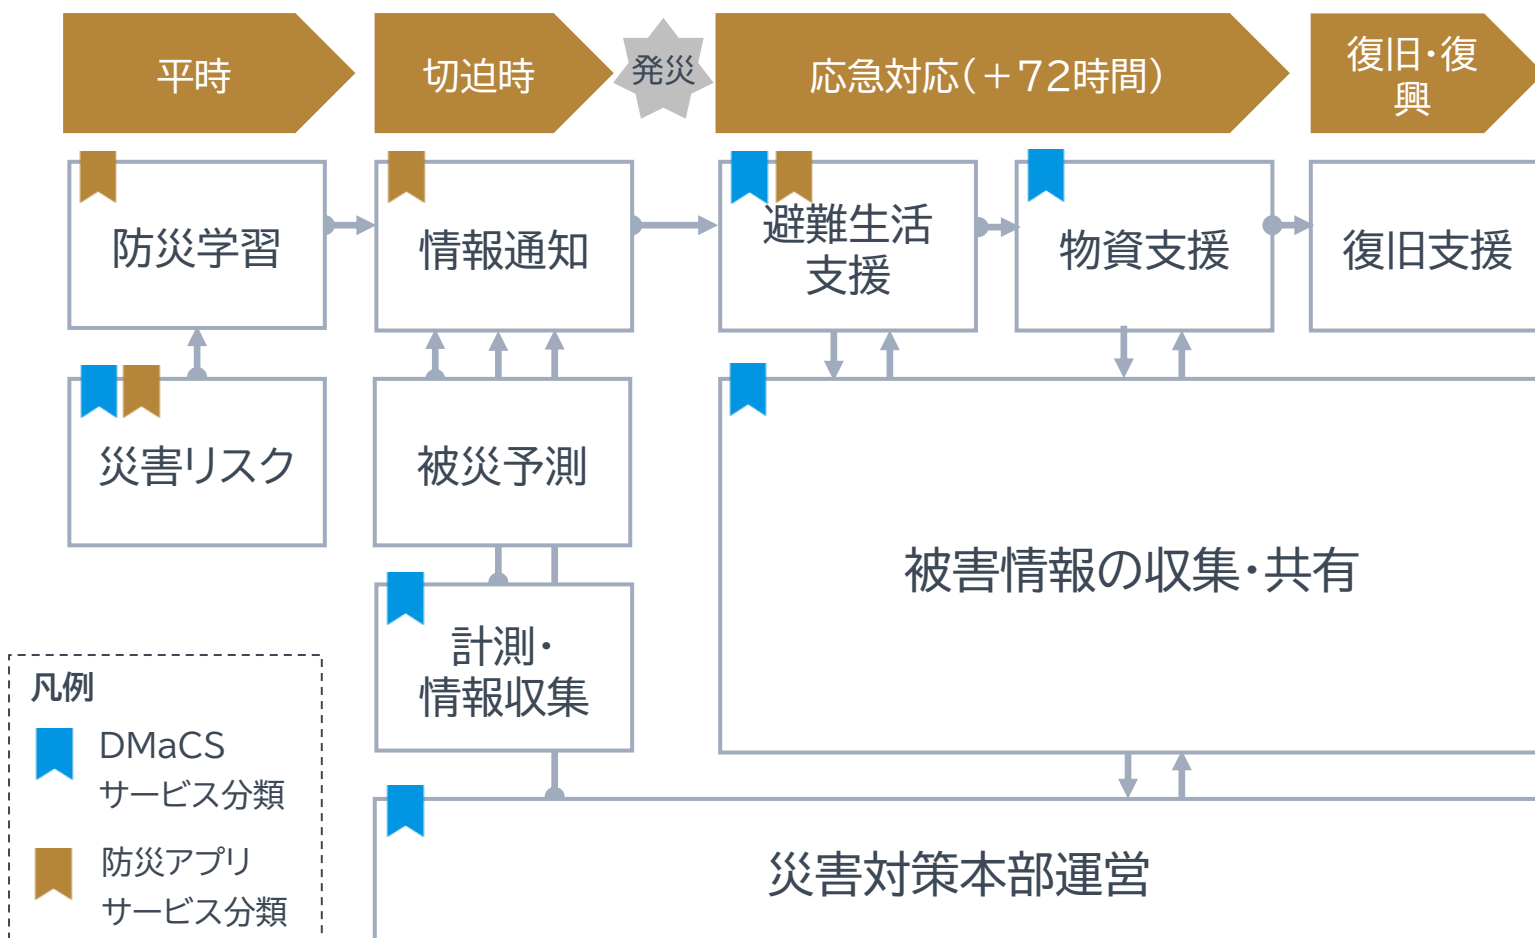 平時
切迫時
発災
応急対応(+72時間)
復旧・復
興
防災学習
情報通知
避難生活
支援
物資支援
復旧支援
災害リスク
被災予測
被害情報の収集・共有
計測・
情報収集
災害対策本部運営
凡例
DMaCS
サービス分類
防災アプリ
サービス分類